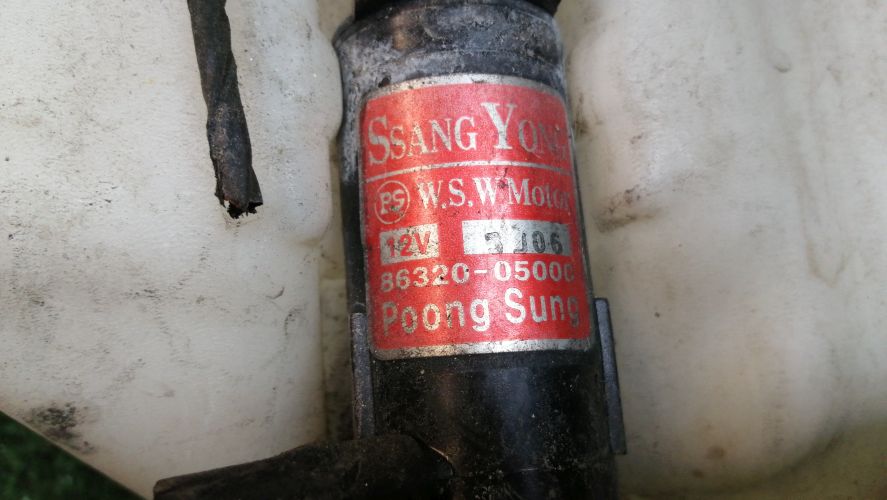 SSANG YONG
PS W.S.W Motor
12V
86320-05000
Poong Sung